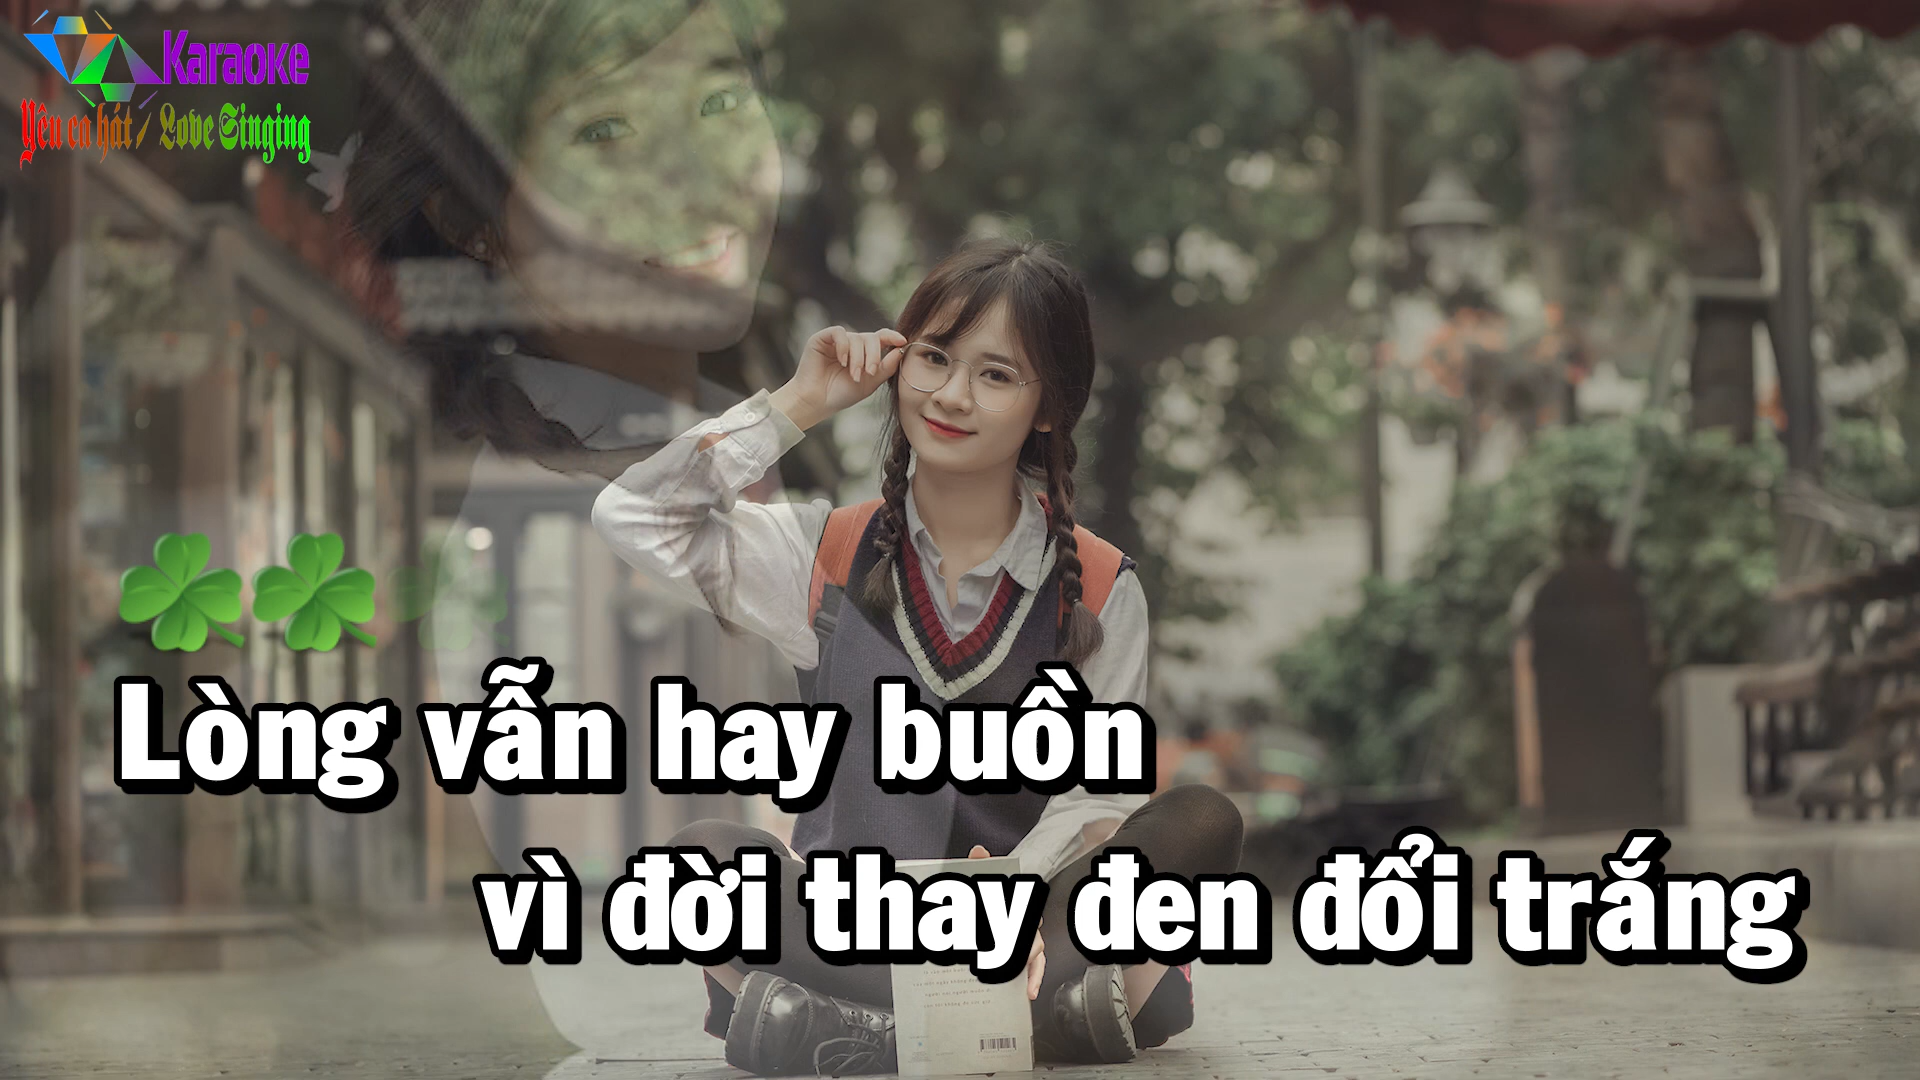 Karaoke
Yêu ca hát / Love Singing
Lòng vẫn hay buồn
vì đời thay đen đổi trắng